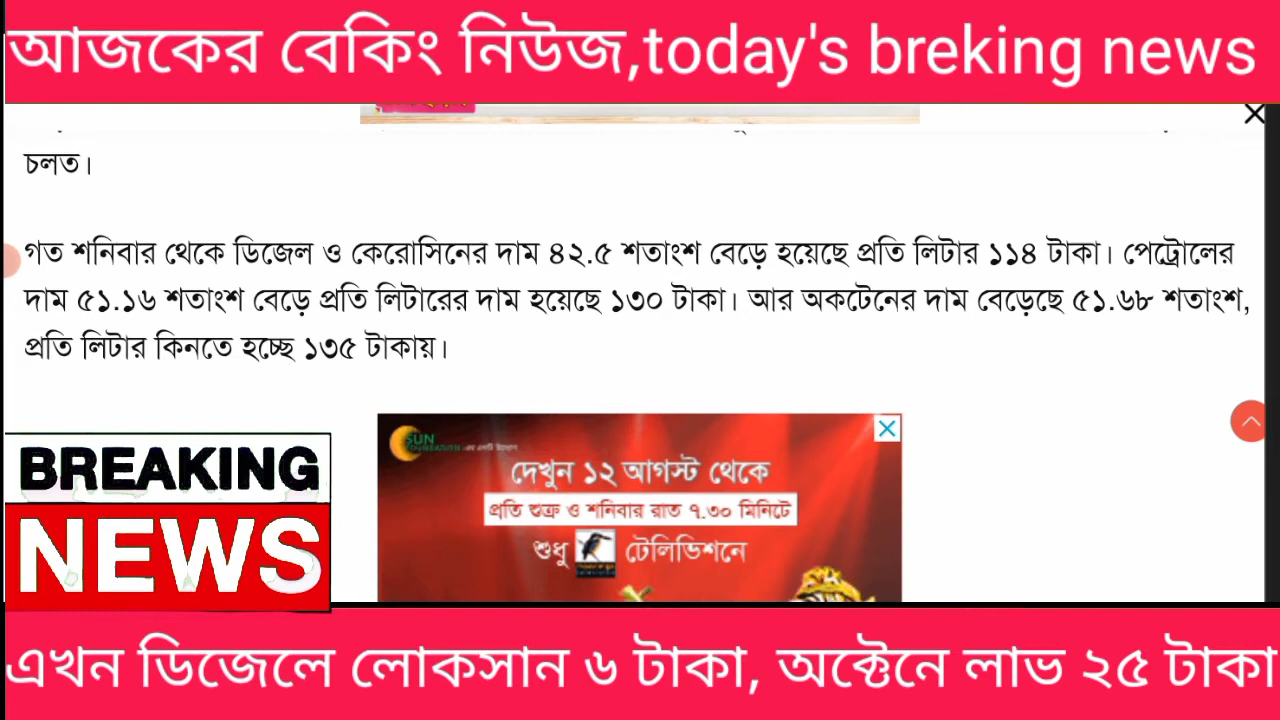 আজকের বেকিং নিউজ,today's breking news
চলত।
গত শনিবার থেকে ডিজেল ও কেরোসিনের দাম ৪২.৫ শতাংশ বেড়ে হয়েছে প্রতি লিটার ১১৪ টাকা। পেট্রোলের
দাম ৫১.১৬ শতাংশ বেড়ে প্রতি লিটারের দাম হয়েছে ১৩০ টাকা। আর অকটেনের দাম বেড়েছে ৫১.৬৮ শতাংশ,
প্রতি লিটার কিনতে হচ্ছে ১৩৫ টাকায়।
SUN
দেখুন ১২ আগস্ট থেকে
প্রতি শুক্র ও শনিবার রাত ৭.৩০ মিনিটে
শুধু টেলিভিশনে
BREAKING
NEWS
এখন ডিজেলে লোকসান ৬ টাকা, অক্টেনে লাভ ২৫ টাকা